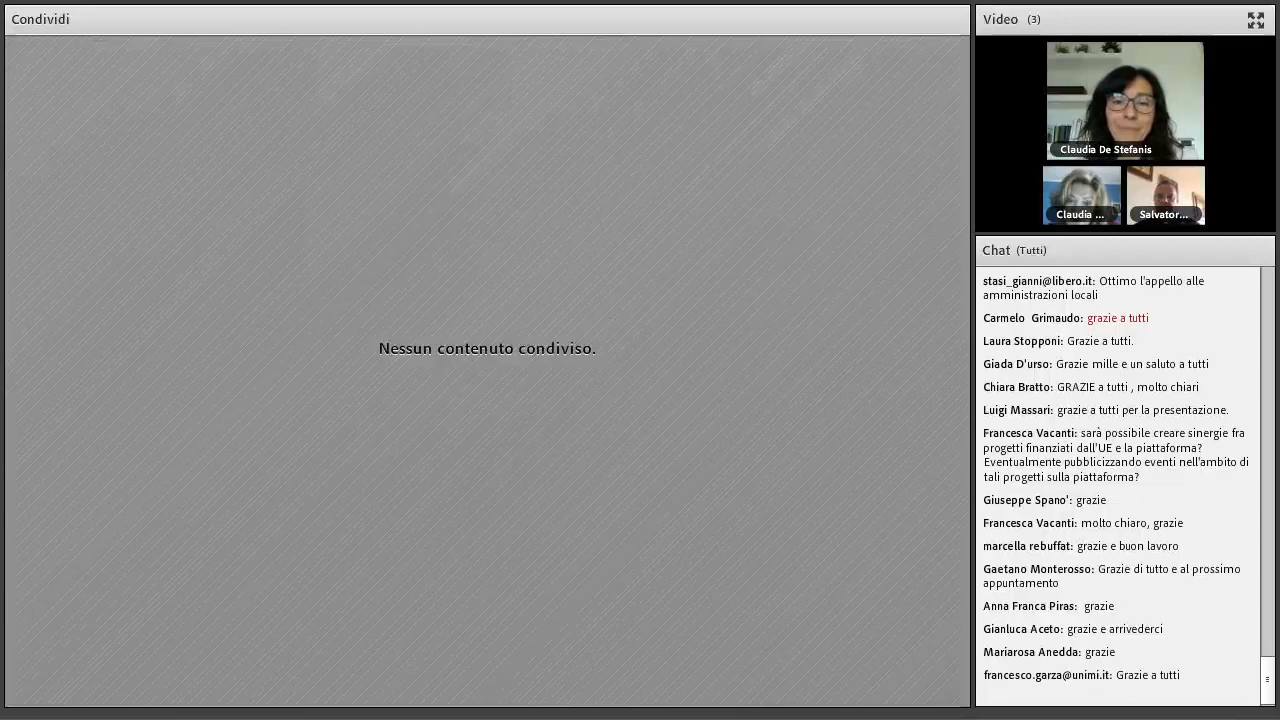 Condividi
Nessun contenuto condiviso.
Video (3)
Claudia De Stefanis
Claudia ...
Salvator...
Chat (Tutti)
stasi_gianni@libero.it: Ottimo l'appello alle
amministrazioni locali
Carmelo  Grimaudo: grazie a tutti
Laura Stopponi: Grazie a tutti.
Giada D'urso: Grazie mille e un saluto a tutti
Chiara Bratto: GRAZIE a tutti , molto chiari
Luigi Massari: grazie a tutti per la presentazione.
Francesca Vacanti: sarà possibile creare sinergie fra
progetti finanziati dall'UE e la piattaforma?
Eventualmente pubblicizzando eventi nell'ambito di
tali progetti sulla piattaforma?
Giuseppe Spano': grazie
Francesca Vacanti: molto chiaro, grazie
marcella rebuffat: grazie e buon lavoro
Gaetano Monterosso: Grazie di tutto e al prossimo
appuntamento
Anna Franca Piras:  grazie
Gianluca Aceto: grazie e arrivederci
Mariarosa Anedda: grazie
francesco.garza@unimi.it: Grazie a tutti